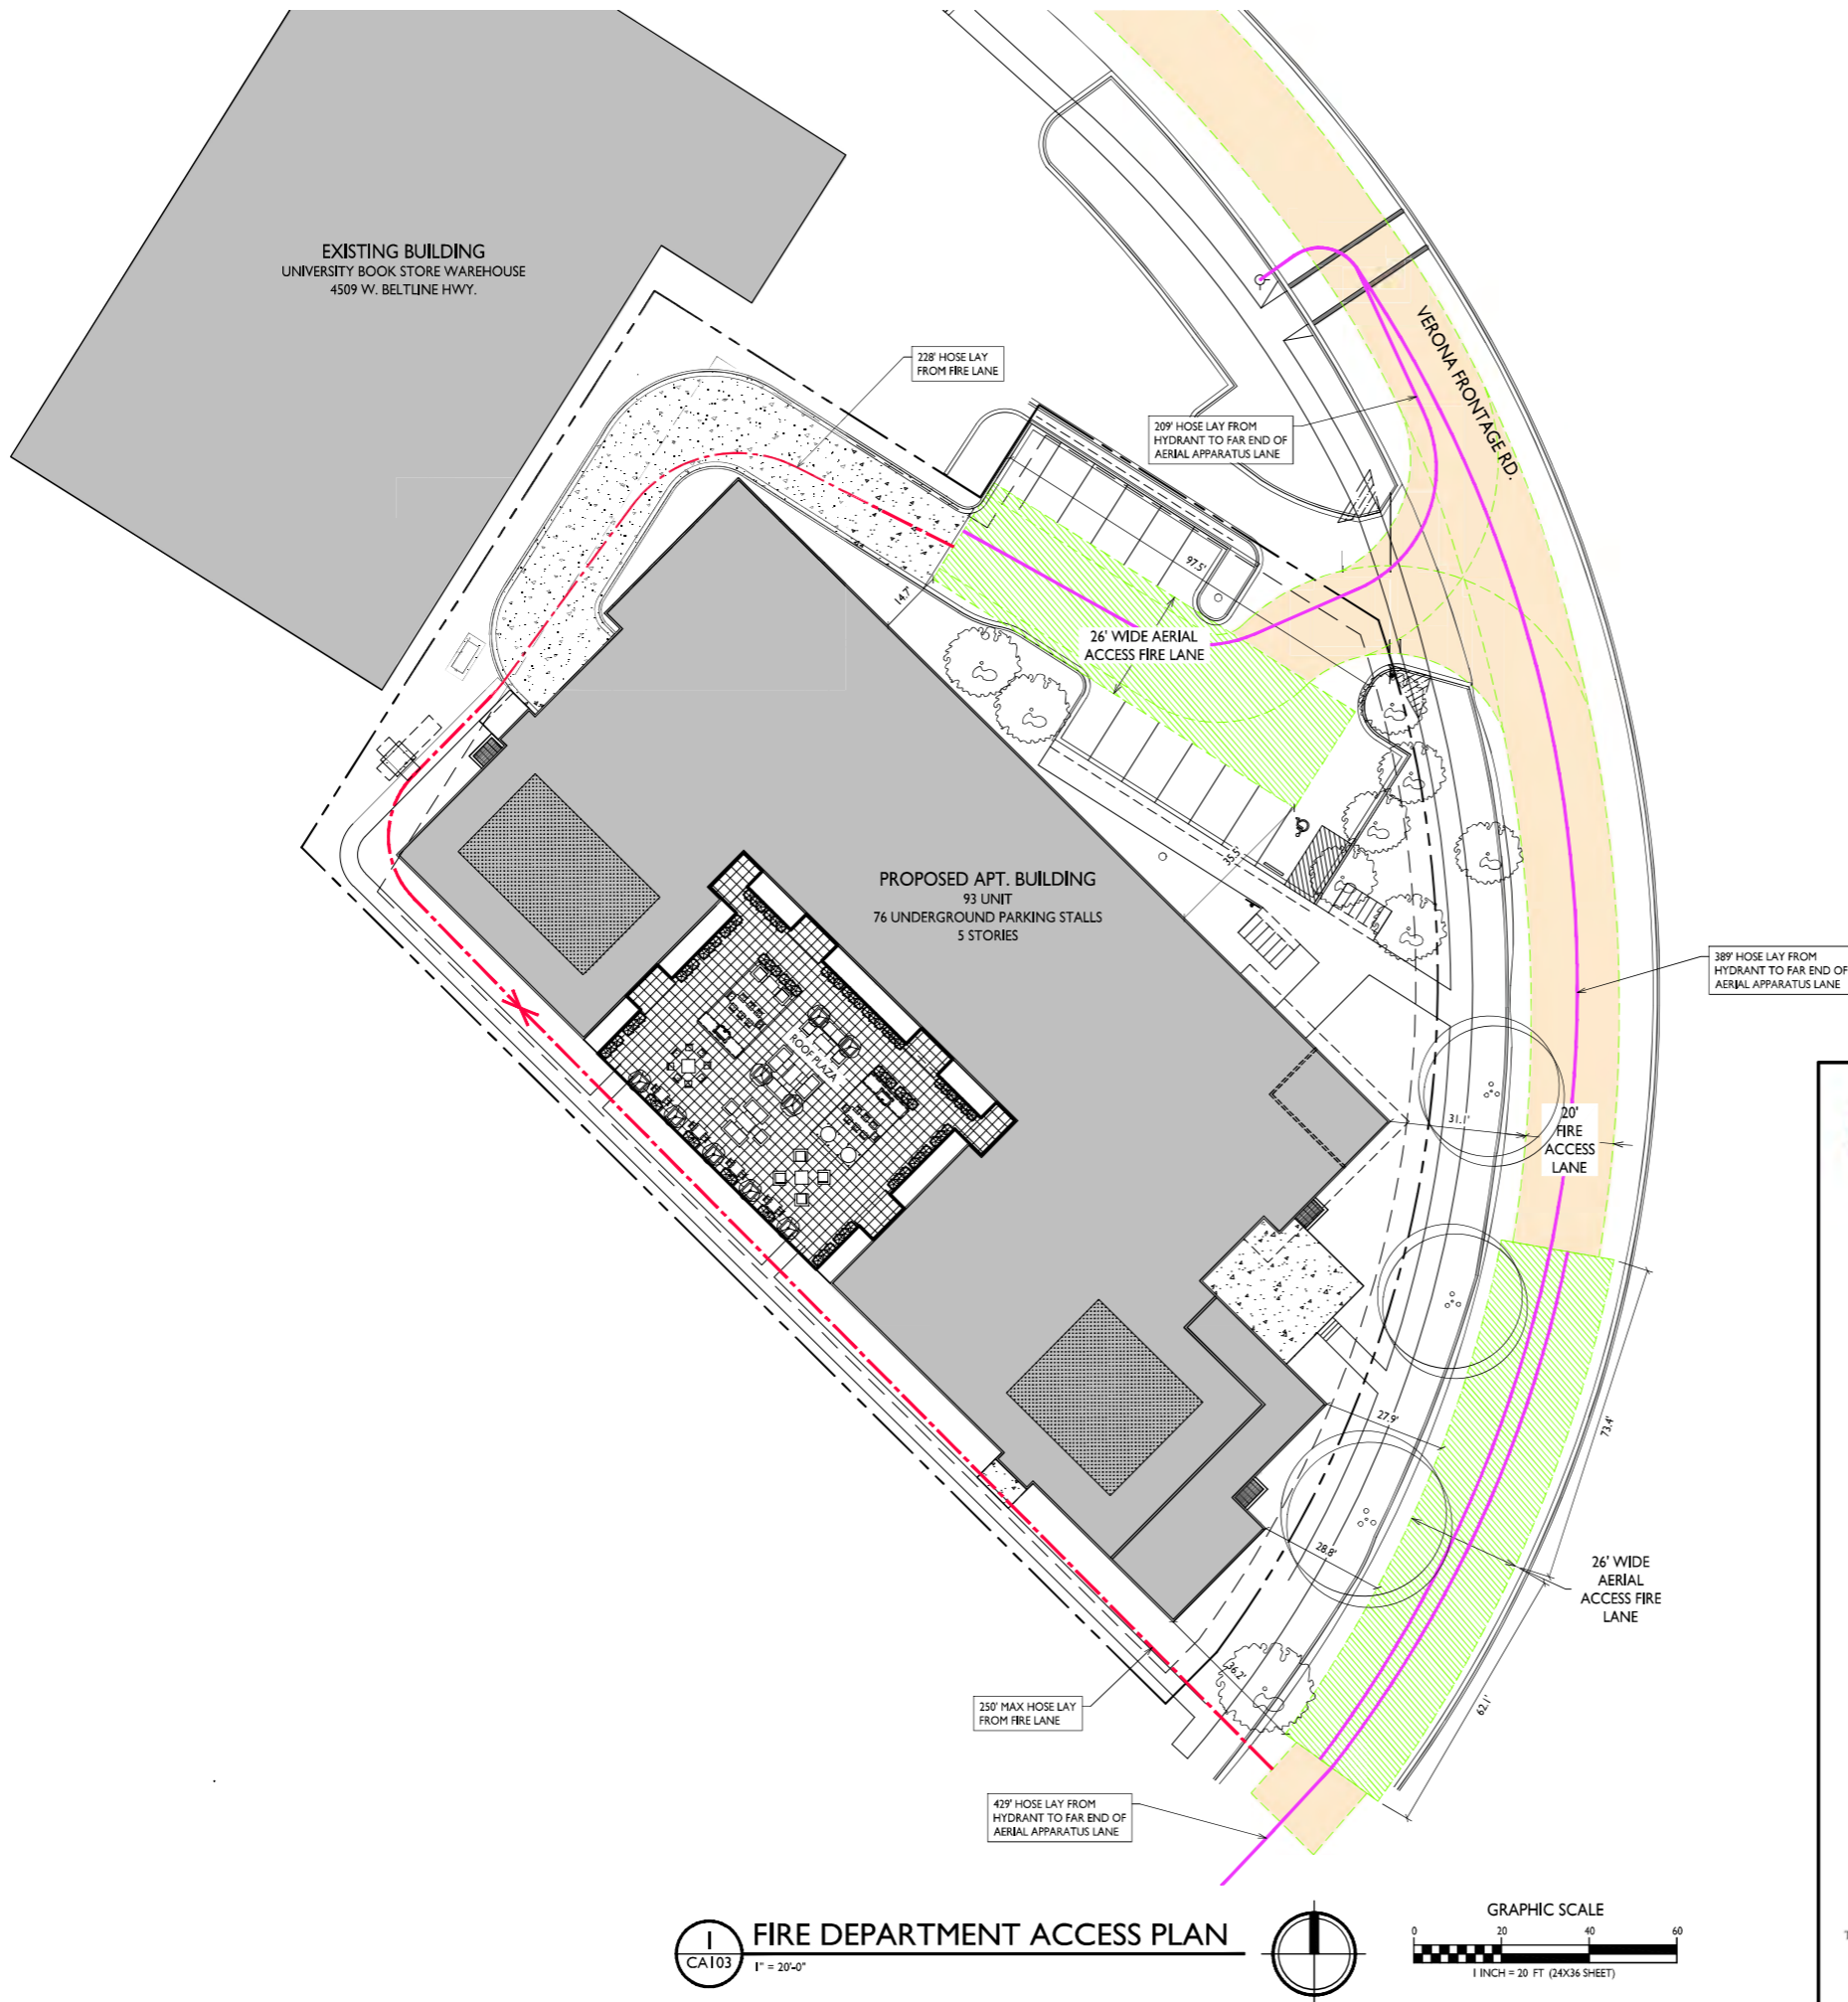 EXISTING BUILDING
UNIVERSITY BOOK STORE WAREHOUSE
4509 W. BELTLINE HWY.
228' HOSE LAY
FROM FIRE LANE
209' HOSE LAY FROM
HYDRANT TO FAR END OF
AERIAL APPARATUS LANE
VERONA FRONTAGE RD.
97.5'
14.7'
26' WIDE AERIAL
ACCESS FIRE LANE
35.5'
PROPOSED APT. BUILDING
93 UNIT
76 UNDERGROUND PARKING STALLS
5 STORIES
389' HOSE LAY FROM
HYDRANT TO FAR END OF
AERIAL APPARATUS LANE
ROOF PLAZA
31.1'
20'
FIRE
ACCESS
LANE
27.9'
73.4'
28.8'
26' WIDE
AERIAL
ACCESS FIRE
LANE
36.2'
62.1'
250' MAX HOSE LAY
FROM FIRE LANE
429' HOSE LAY FROM
HYDRANT TO FAR END OF
AERIAL APPARATUS LANE
1
CA103
FIRE DEPARTMENT ACCESS PLAN
1" = 20'-0"
GRAPHIC SCALE
0 20 40 60
1 INCH = 20 FT (24X36 SHEET)